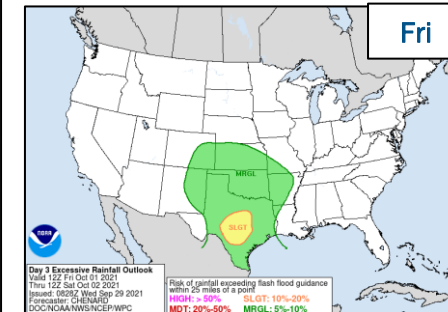 Fri
MRGL
SLGT
NOAA
Day 3 Excessive Rainfall Outlook
Valid 12Z Fri Oct 01 2021
Thru 12Z Sat Oct 02 2021
Issued: 0828Z Wed Sep 29 2021
Forecaster: CHENARD
DOC/NOAA/NWS/NCEP/WPC
Risk of rainfall exceeding flash flood guidance
within 25 miles of a point
HIGH: > 50% SLGT: 10%-20%
MDT: 20%-50% MRGL: 5%-10%